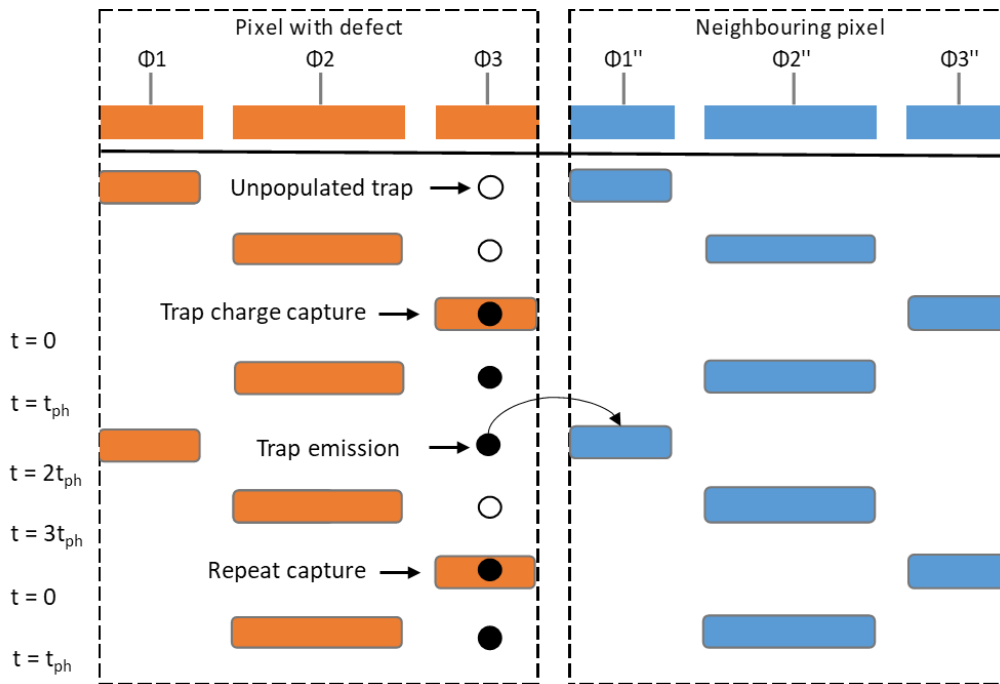 Pixel with defect
Neighbouring pixel
Φ1
Φ2
Φ3
Φ1"
Φ2"
Φ3"
Unpopulated trap
Trap charge capture
t = 0
t = tph
Trap emission
t = 2tph
t = 3tph
Repeat capture
t = 0
t = tph